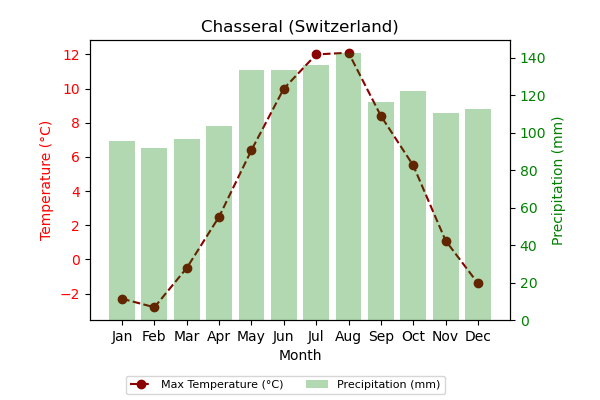 Chasseral (Switzerland)
12
10
8
6
4
2
0
−2
Temperature (°C)
140
120
100
80
60
40
20
0
Precipitation (mm)
Jan Feb Mar Apr May Jun Jul Aug Sep Oct Nov Dec
Month
Max Temperature (°C) Precipitation (mm)